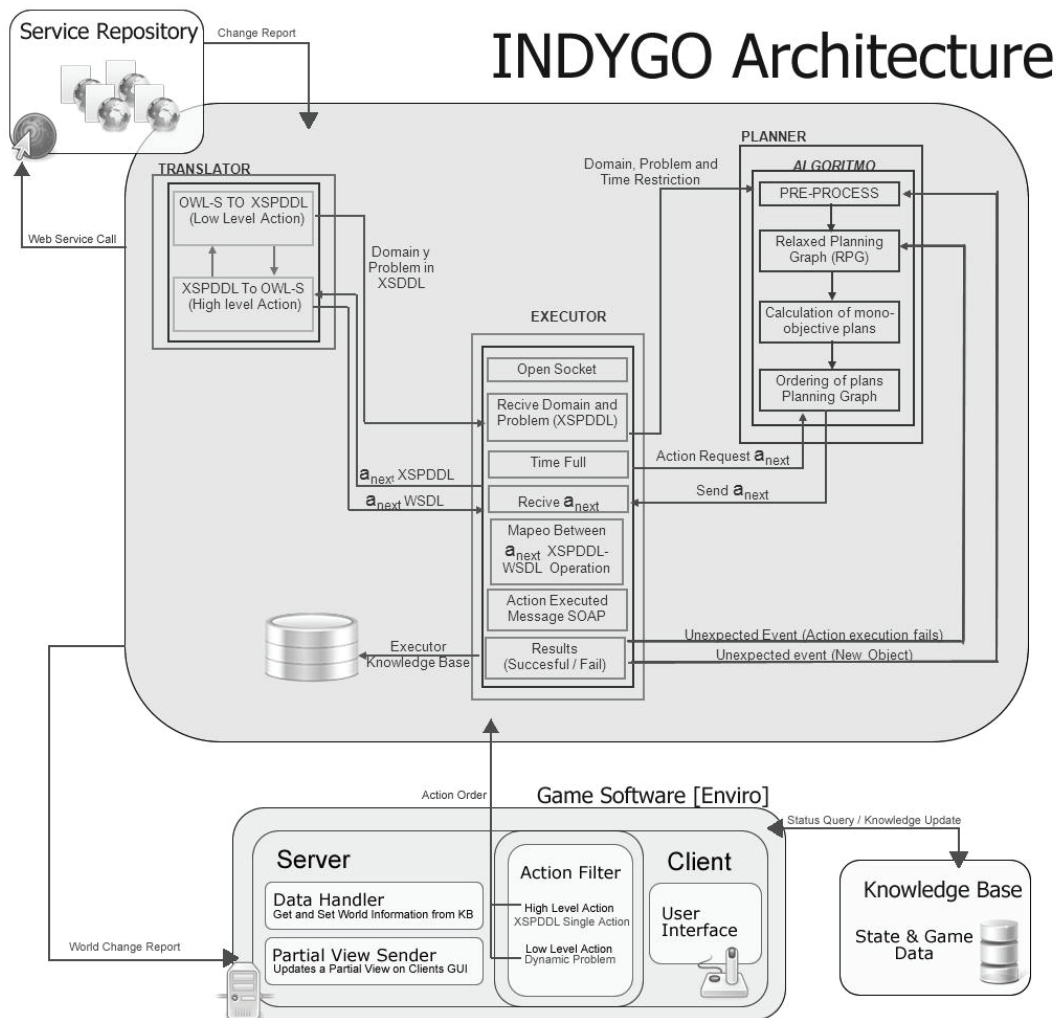 Service Repository
Change Report
INDYGO Architecture
Web Service Call
TRANSLATOR
OWL-S TO XSPDDL
(Low Level Action)
XSPDDL To OWL-S
(High level Action)
Domain y
Problem in
XSDDL
EXECUTOR
Open Socket
Recive Domain and
Problem (XSPDDL)
Time Full
Recive anext
Mapeo Between
anext XSPDDL-
WSDL Operation
Action Executed
Message SOAP
Results
(Succesful / Fail)
anext XSPDDL
anext WSDL
Executor
Knowledge Base
Domain, Problem and
Time Restriction
PLANNER
ALGORITMO
PRE-PROCESS
Relaxed Planning
Graph (RPG)
Calculation of mono-
objective plans
Ordering of plans
Planning Graph
Action Request anext
Send anext
Unexpected Event (Action execution fails)
Unexpected event (New Object)
Action Order
Game Software [Enviro]
Status Query / Knowledge Update
World Change Report
Server
Data Handler
Get and Set World Information from KB
Partial View Sender
Updates a Partial View on Clients GUI
Action Filter
High Level Action
XSPDDL Single Action
Low Level Action
Dynamic Problem
Client
User
Interface
Knowledge Base
State & Game
Data